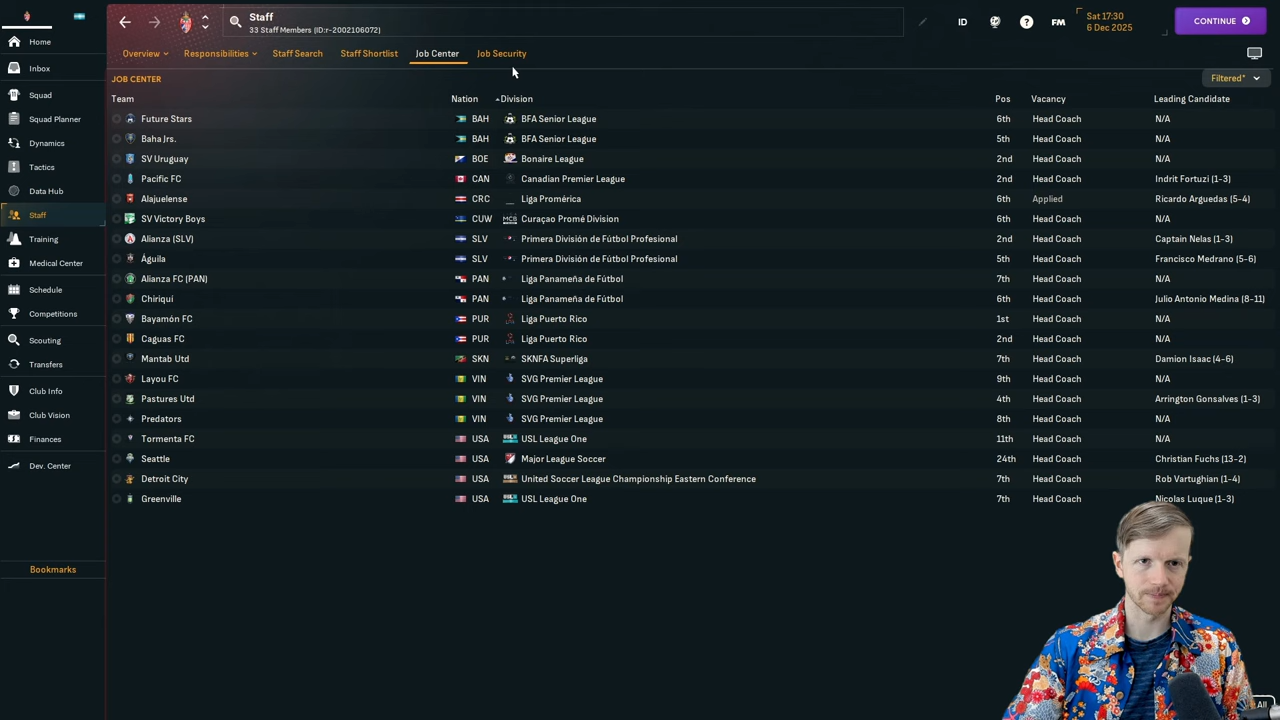 Staff
33 Staff Members (ID:r-2002106072)
ID
FM
Sat 17:30
6 Dec 2025
CONTINUE
Home
Inbox
Squad
Squad Planner
Dynamics
Tactics
Data Hub
Staff
Training
Medical Center
Schedule
Competitions
Scouting
Transfers
Club Info
Club Vision
Finances
Dev. Center
Bookmarks
Overview Responsibilities Staff Search Staff Shortlist Job Center Job Security
JOB CENTER
Filtered*
Team Nation Division Pos Vacancy Leading Candidate
Future Stars BAH BFA Senior League 6th Head Coach N/A
Baha Jrs. BAH BFA Senior League 5th Head Coach N/A
SV Uruguay BOE Bonaire League 2nd Head Coach N/A
Pacific FC CAN Canadian Premier League 2nd Head Coach Indrit Fortuzi (1-3)
Alajuelense CRC Liga Promérica 6th Applied Ricardo Arguedas (5-4)
SV Victory Boys CUW MCB Curaçao Promé Division 6th Head Coach N/A
Alianza (SLV) SLV Primera División de Fútbol Profesional 2nd Head Coach Captain Nelas (1-3)
Águila SLV Primera División de Fútbol Profesional 5th Head Coach Francisco Medrano (5-6)
Alianza FC (PAN) PAN Liga Panameña de Fútbol 7th Head Coach N/A
Chiriquí PAN Liga Panameña de Fútbol 6th Head Coach Julio Antonio Medina (8-11)
Bayamón FC PUR Liga Puerto Rico 1st Head Coach N/A
Caguas FC PUR Liga Puerto Rico 2nd Head Coach N/A
Mantab Utd SKN SKNFA Superliga 7th Head Coach Damion Isaac (4-6)
Layou FC VIN SVG Premier League 9th Head Coach N/A
Pastures Utd VIN SVG Premier League 4th Head Coach Arrington Gonsalves (1-3)
Predators VIN SVG Premier League 8th Head Coach N/A
Tormenta FC USA USL League One 11th Head Coach N/A
Seattle USA Major League Soccer 24th Head Coach Christian Fuchs (13-2)
Detroit City USA United Soccer League Championship Eastern Conference 7th Head Coach Rob Vartughian (1-4)
Greenville USA USL League One 7th Head Coach Nicolas Luque (1-3)
All